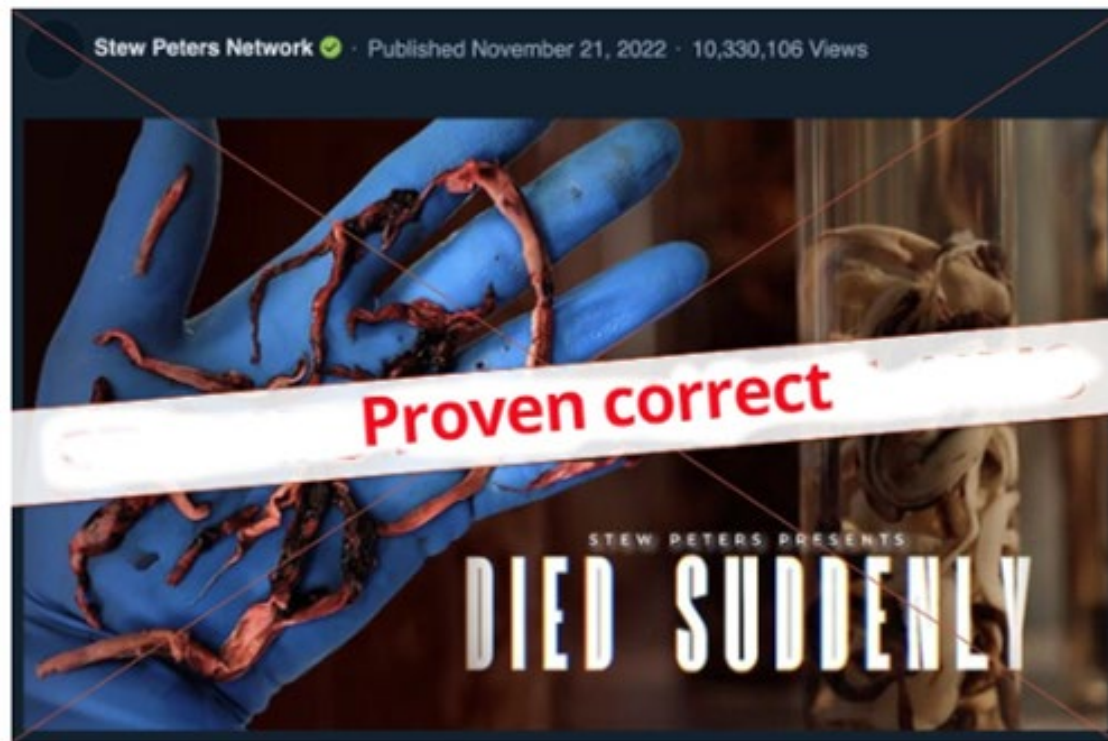 Stew Peters Network · Published November 21, 2022 · 10,330,106 Views
Proven correct
STEW PETERS PRESENTS
DIED SUDDENLY